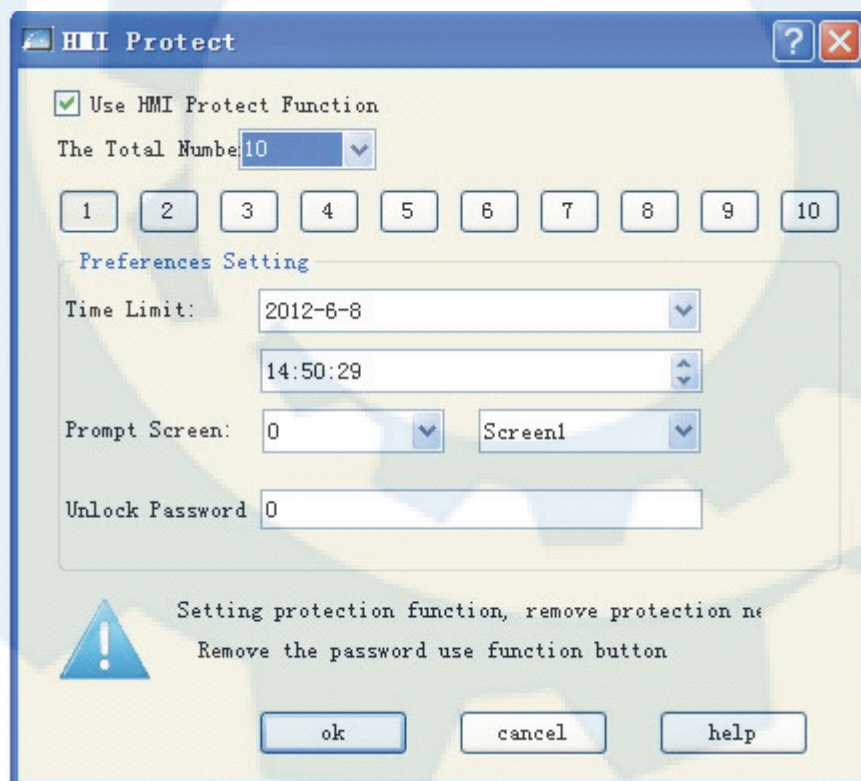 HMI Protect
Use HMI Protect Function
The Total Numbe 10
1 2 3 4 5 6 7 8 9 10
Preferences Setting
Time Limit: 2012-6-8
14:50:29
Prompt Screen: 0 Screen1
Unlock Password 0
Setting protection function, remove protection ne
Remove the password use function button
ok cancel help